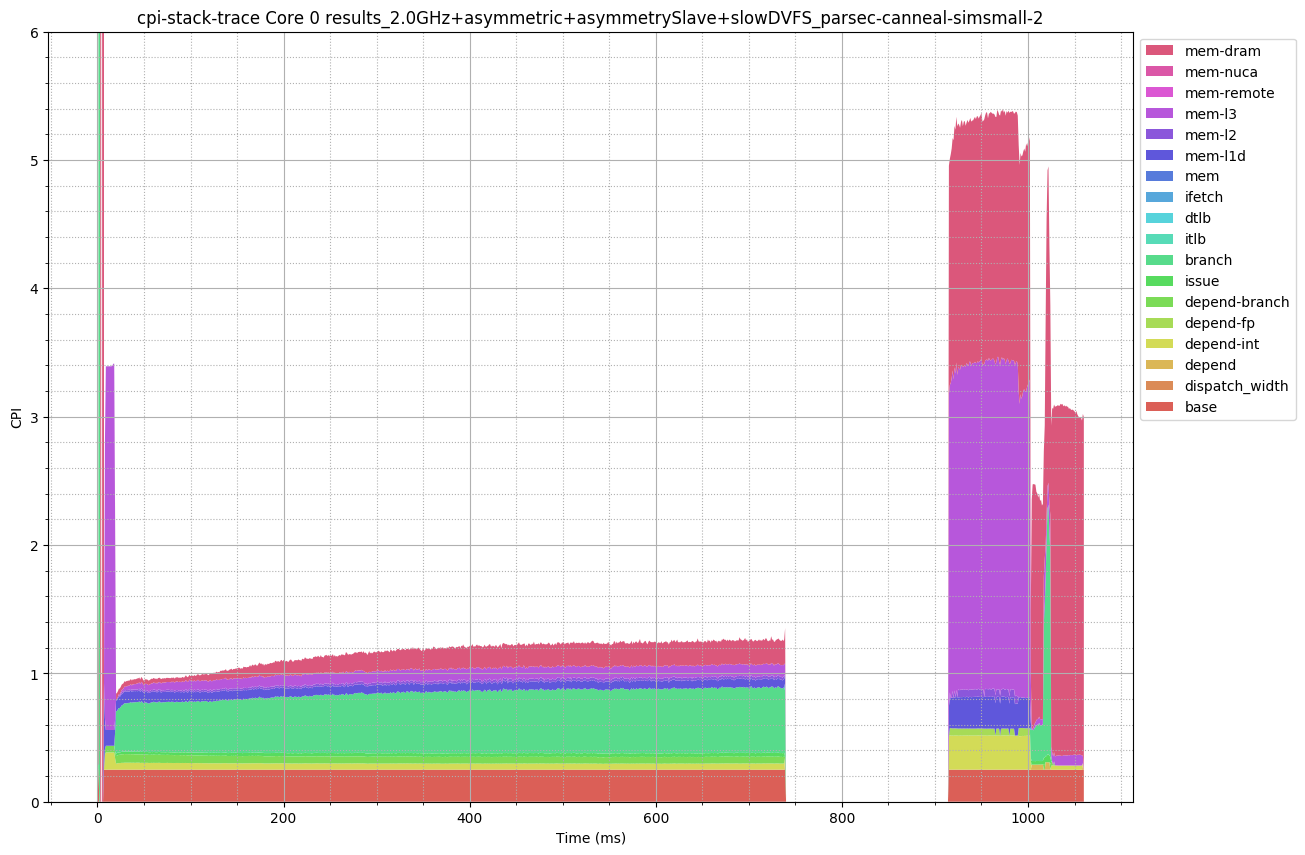 cpi-stack-trace Core 0 results_2.0GHz+asymmetric+asymmetrySlave+slowDVFS_parsec-canneal-simsmall-2
6
5
4
3
2
1
0
CPI
0
200
400
600
800
1000
Time (ms)
mem-dram
mem-nuca
mem-remote
mem-l3
mem-l2
mem-l1d
mem
ifetch
dtlb
itlb
branch
issue
depend-branch
depend-fp
depend-int
depend
dispatch_width
base